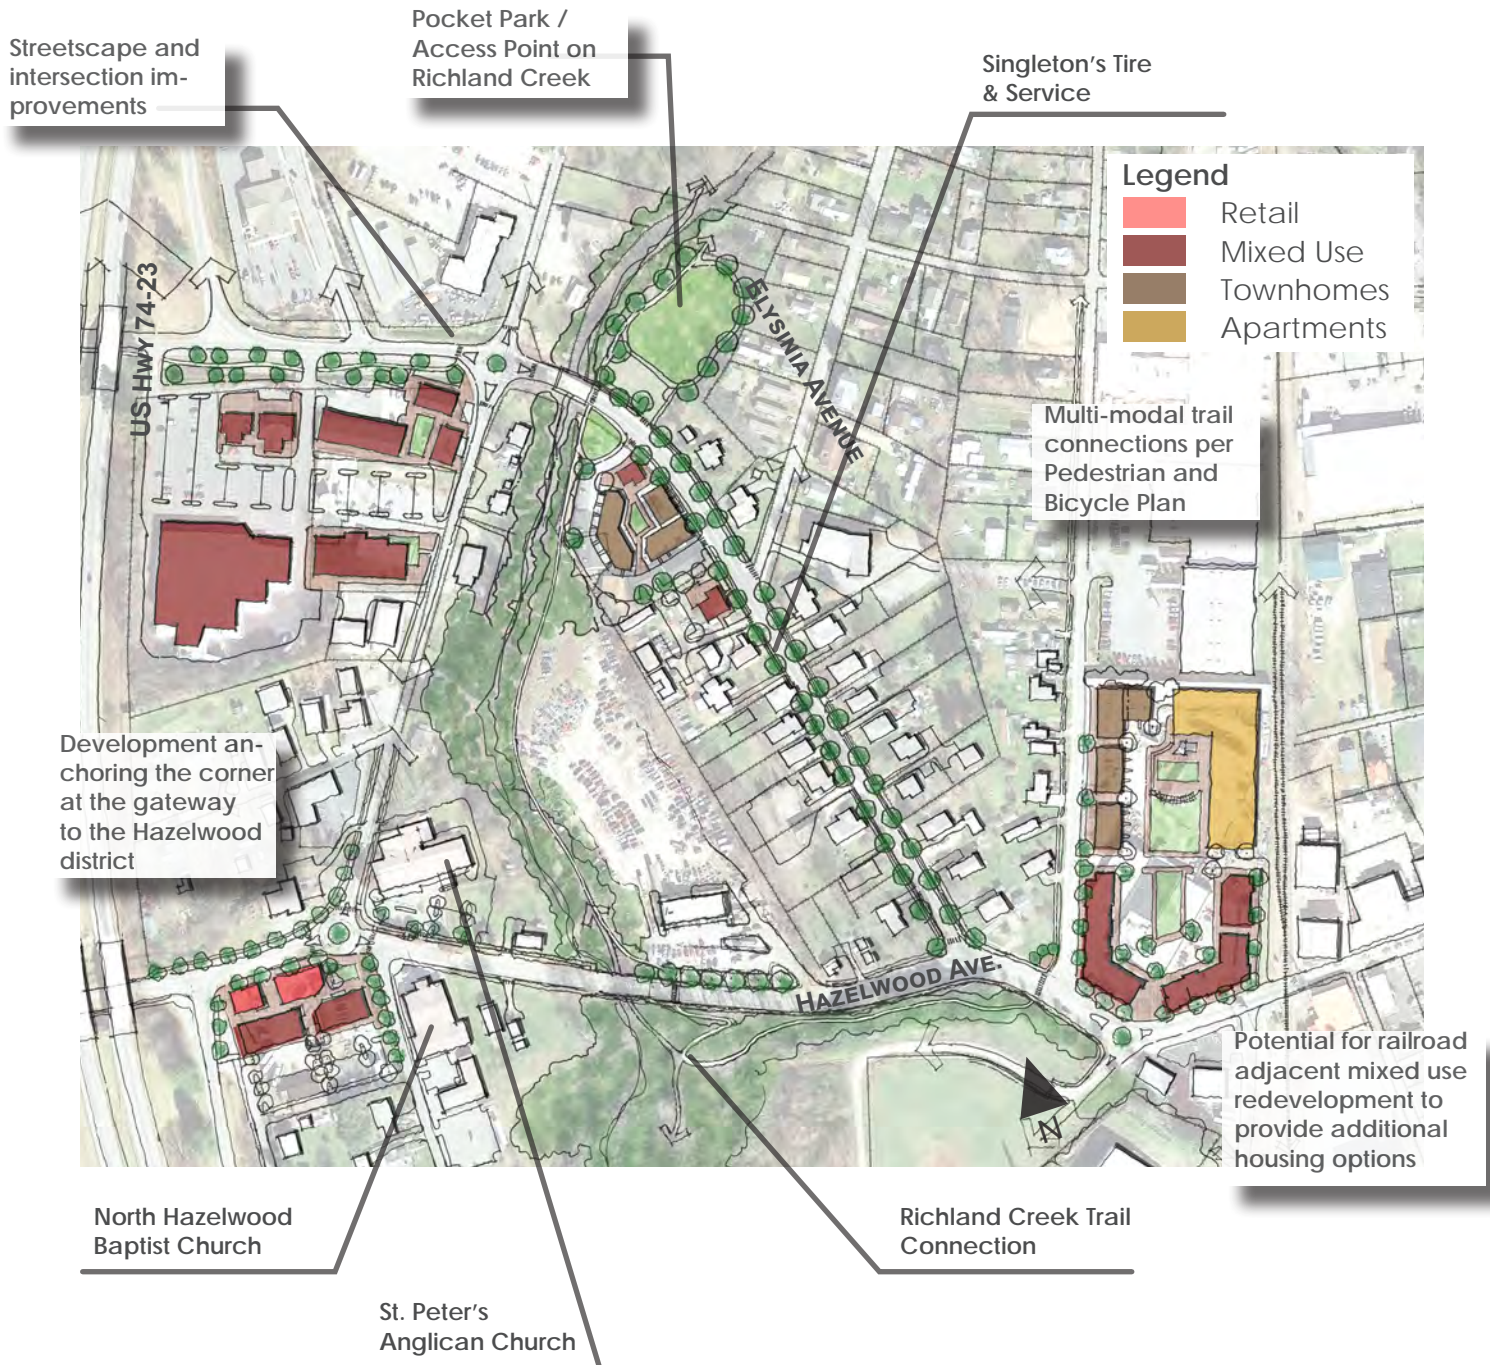 Pocket Park /
Access Point on
Richland Creek
Streetscape and
intersection im-
provements
Singleton's Tire
& Service
Legend
Retail
Mixed Use
Townhomes
Apartments
US Hwy 74-23
Elysinia Avenue
Multi-modal trail
connections per
Pedestrian and
Bicycle Plan
Development an-
choring the corner
at the gateway
to the Hazelwood
district
Hazelwood Ave.
N
Potential for railroad
adjacent mixed use
redevelopment to
provide additional
housing options
North Hazelwood
Baptist Church
Richland Creek Trail
Connection
St. Peter's
Anglican Church